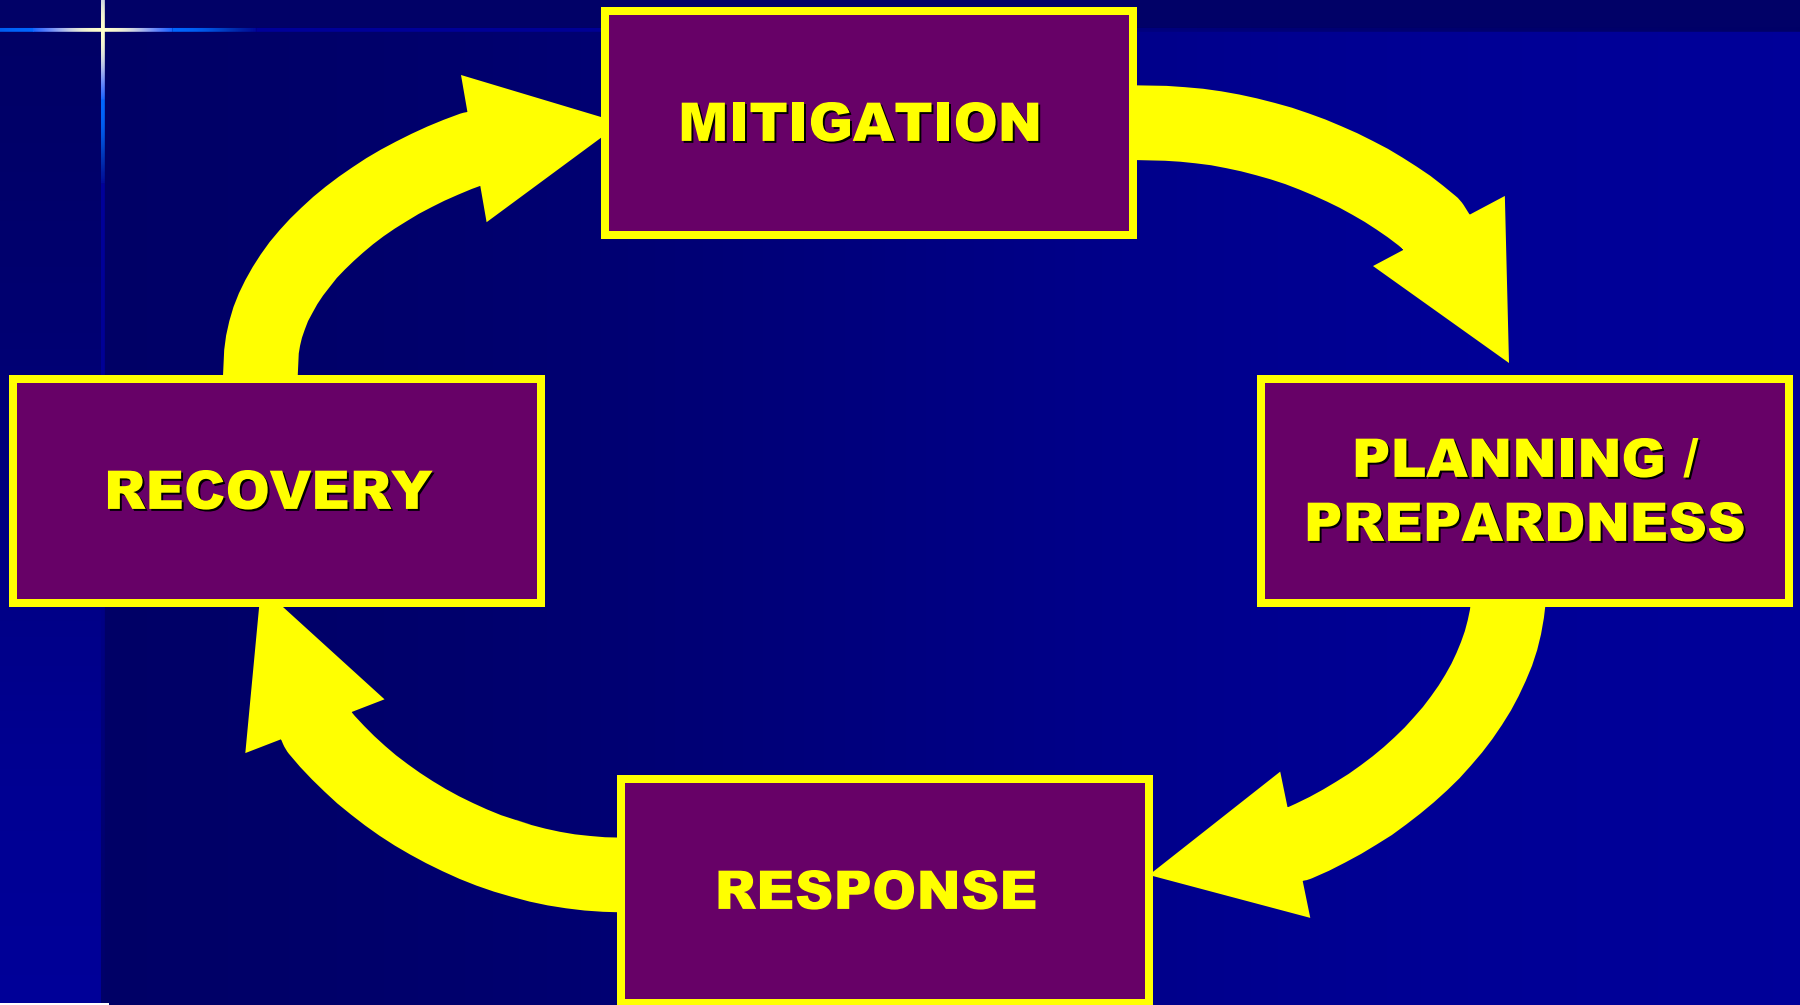 MITIGATION
RECOVERY
PLANNING /
PREPARDNESS
RESPONSE